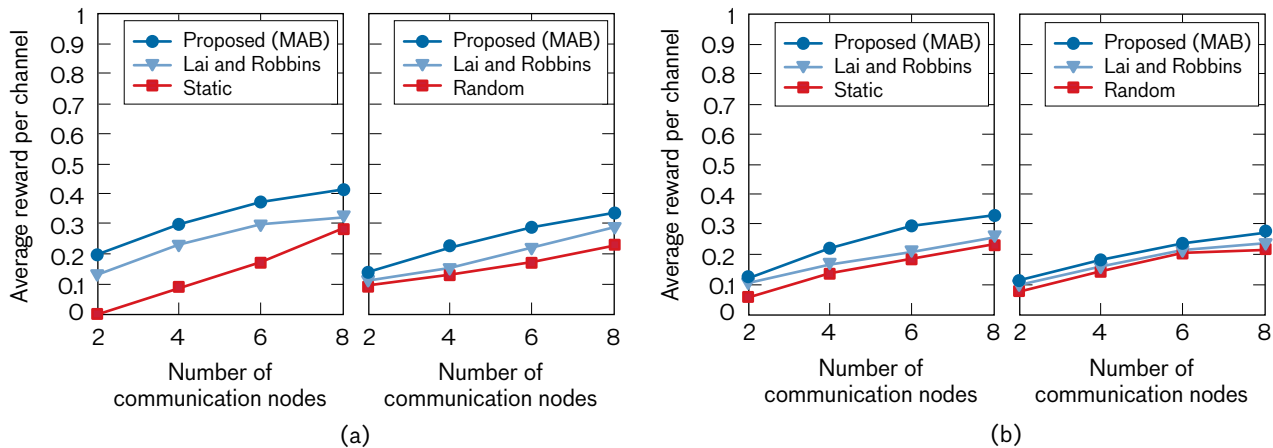 Average reward per channel
1
0.9
0.8
0.7
0.6
0.5
0.4
0.3
0.2
0.1
0
Proposed (MAB)
Lai and Robbins
Static
2 4 6 8
Number of
communication nodes
Proposed (MAB)
Lai and Robbins
Random
2 4 6 8
Number of
communication nodes
(a)
Average reward per channel
1
0.9
0.8
0.7
0.6
0.5
0.4
0.3
0.2
0.1
0
Proposed (MAB)
Lai and Robbins
Static
2 4 6 8
Number of
communication nodes
Proposed (MAB)
Lai and Robbins
Random
2 4 6 8
Number of
communication nodes
(b)